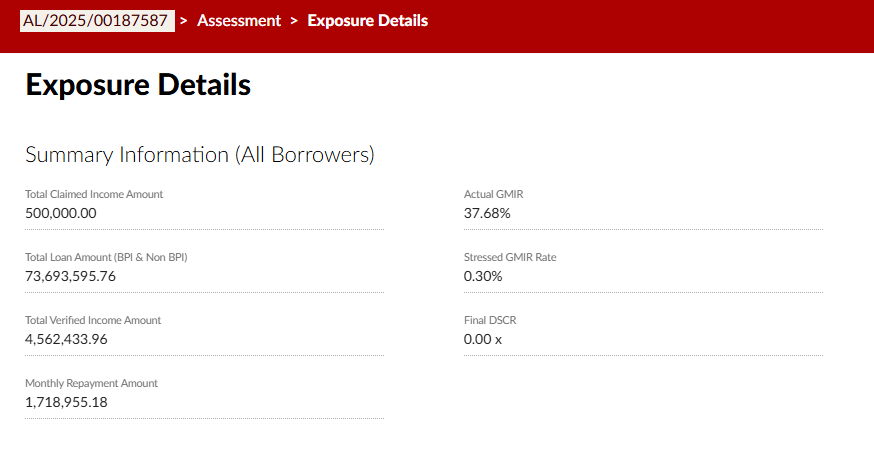 AL/2025/00187587 > Assessment > Exposure Details
Exposure Details
Summary Information (All Borrowers)
Total Claimed Income Amount
500,000.00
Actual GMIR
37.68%
Total Loan Amount (BPI & Non BPI)
73,693,595.76
Stressed GMIR Rate
0.30%
Total Verified Income Amount
4,562,433.96
Final DSCR
0.00 x
Monthly Repayment Amount
1,718,955.18